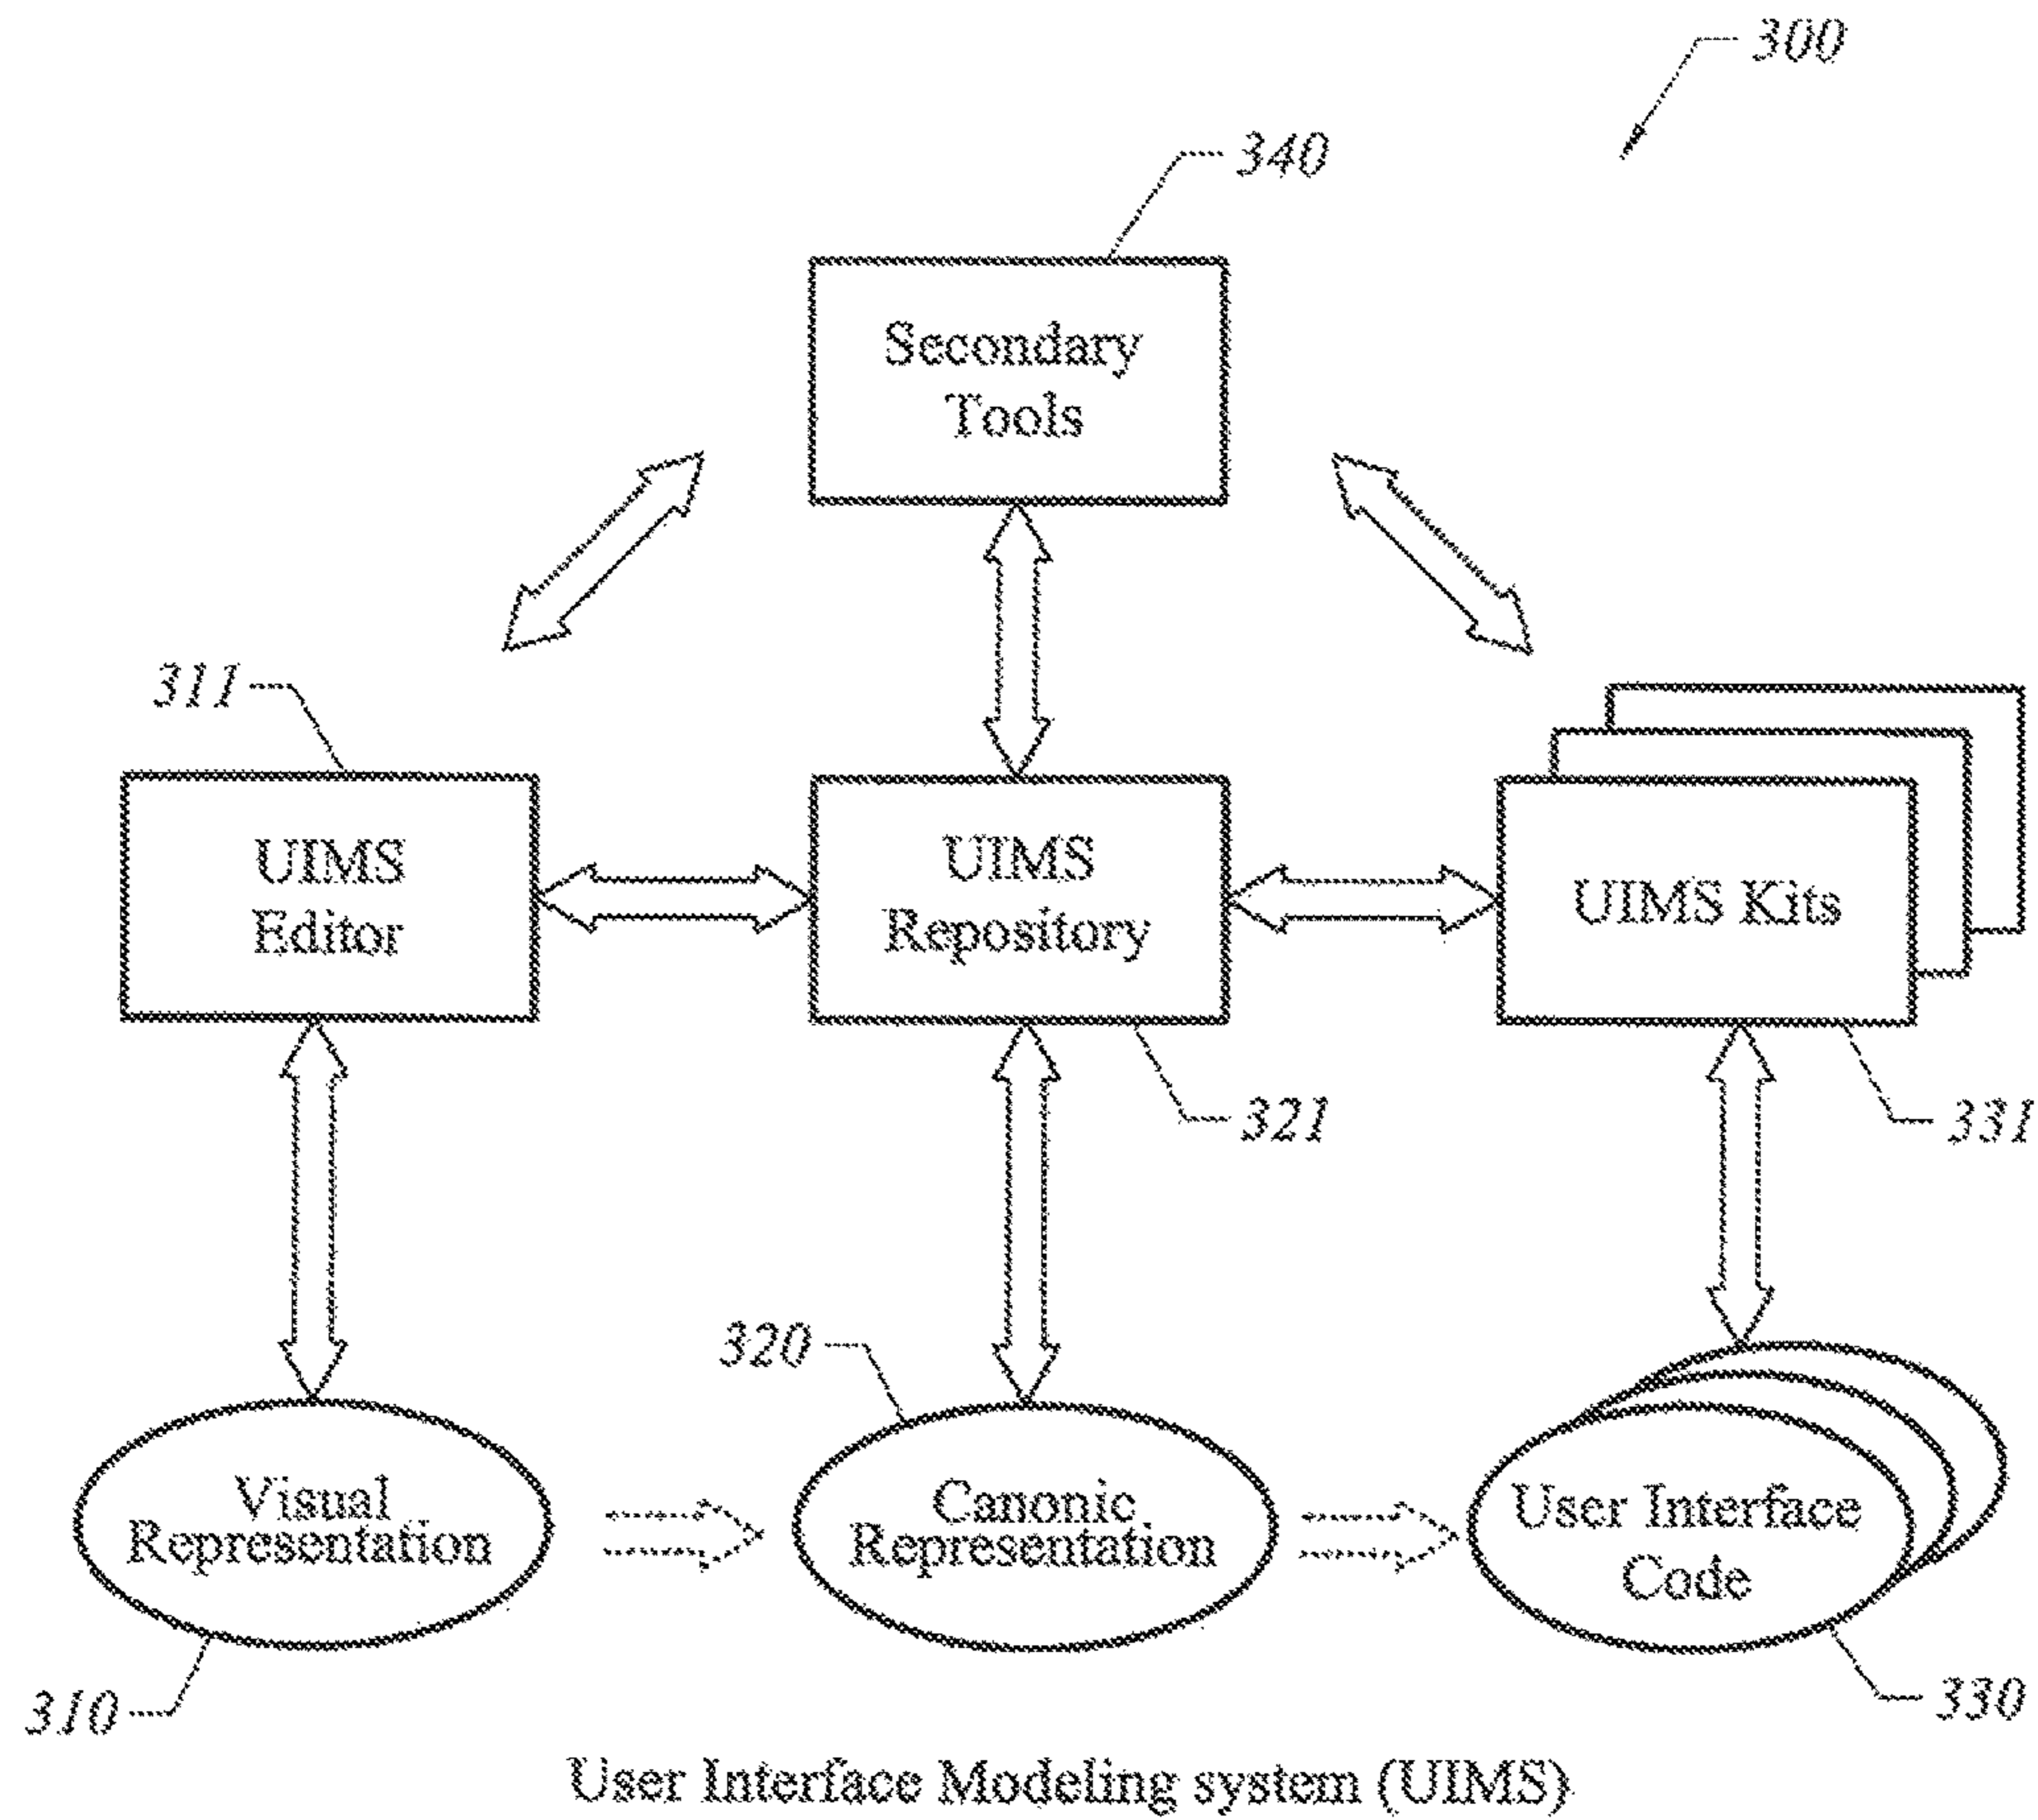 300
340
Secondary
Tools
311
UIMS
Editor
UIMS
Repository
UIMS Kits
321
331
320
Visual
Representation
Canonic
Representation
User Interface
Code
310
330
User Interface Modeling system (UIMS)